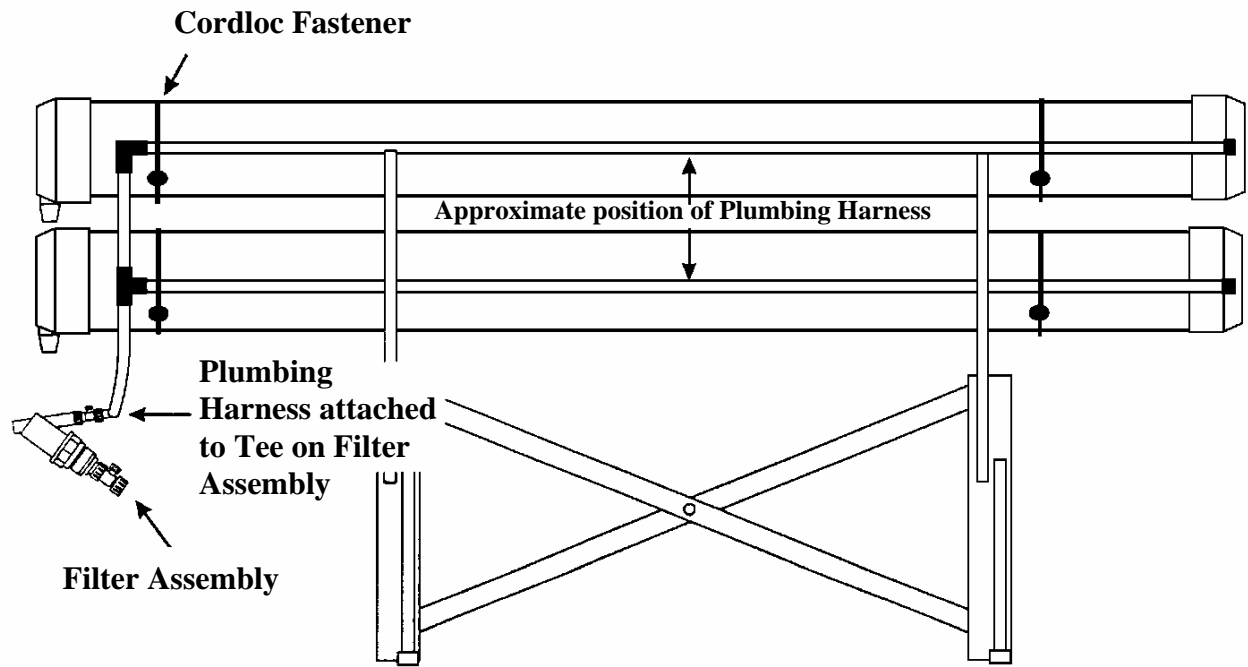 Cordloc Fastener
Approximate position of Plumbing Harness
Plumbing
Harness attached
to Tee on Filter
Assembly
Filter Assembly